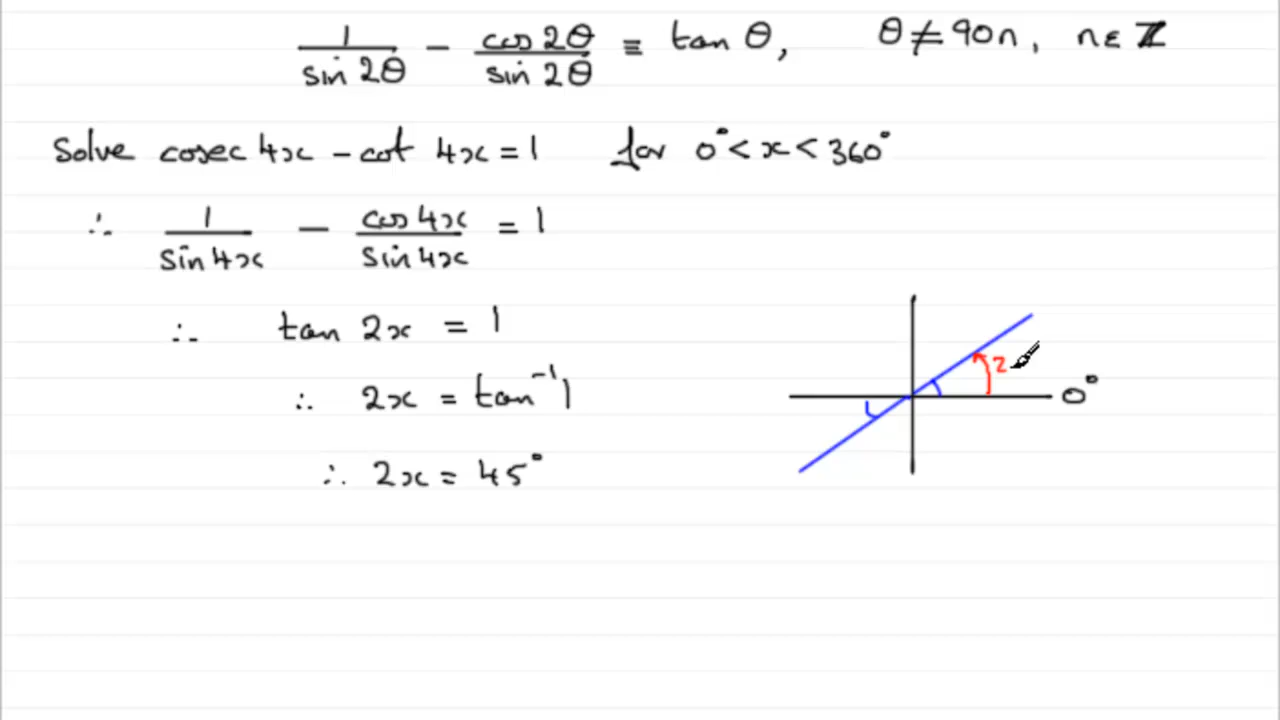 1/sin 2θ − cos 2θ/sin 2θ ≡ tan θ, θ ≠ 90n, n ∈ ℤ
Solve cosec 4x − cot 4x = 1 for 0° < x < 360°
∴ 1/sin 4x − cos 4x/sin 4x = 1
∴ tan 2x = 1
∴ 2x = tan⁻¹ 1
∴ 2x = 45°
2
0°